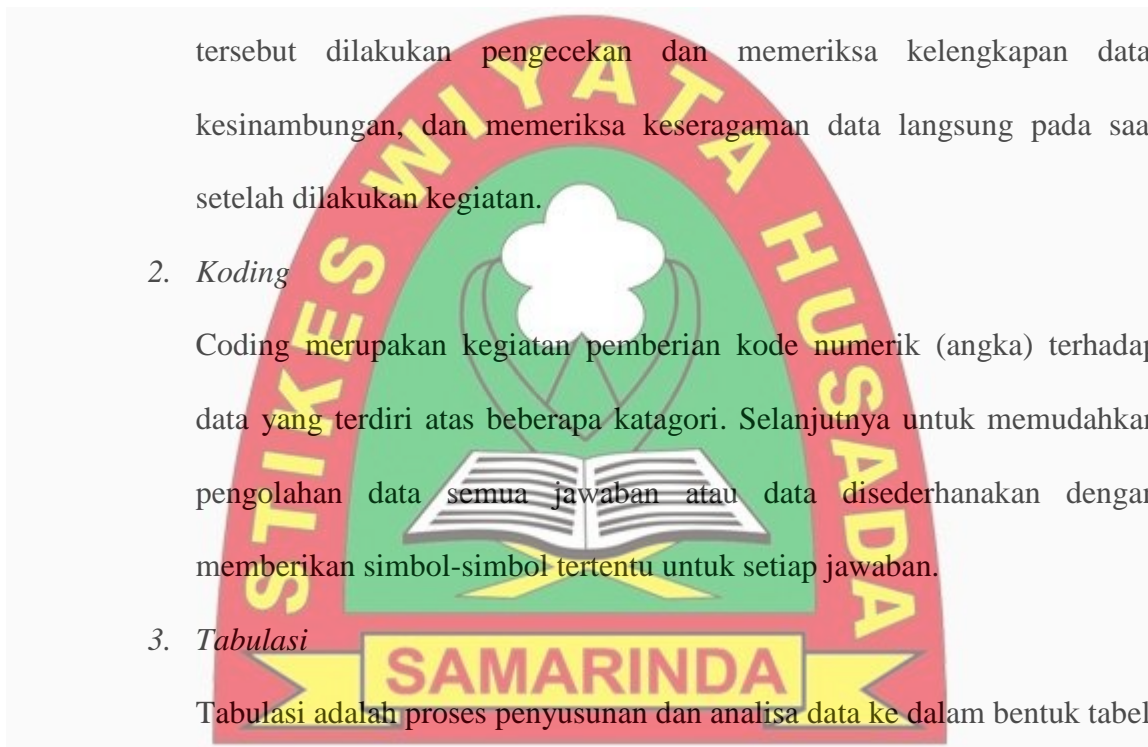 tersebut dilakukan pengecekan dan memeriksa kelengkapan data
kesinambungan, dan memeriksa keseragaman data langsung pada saa
setelah dilakukan kegiatan.
2. Koding
Coding merupakan kegiatan pemberian kode numerik (angka) terhadap
data yang terdiri atas beberapa katagori. Selanjutnya untuk memudahkan
pengolahan data semua jawaban atau data disederhanakan dengan
memberikan simbol-simbol tertentu untuk setiap jawaban.
3. Tabulasi
Tabulasi adalah proses penyusunan dan analisa data ke dalam bentuk tabel
STIKES WIYATA HUSADA
SAMARINDA